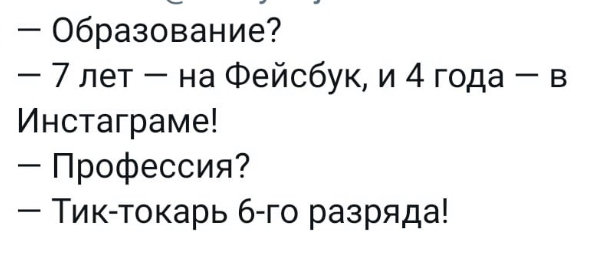 — Образование?
— 7 лет — на Фейсбук, и 4 года — в
Инстаграме!
— Профессия?
— Тик-токарь 6-го разряда!